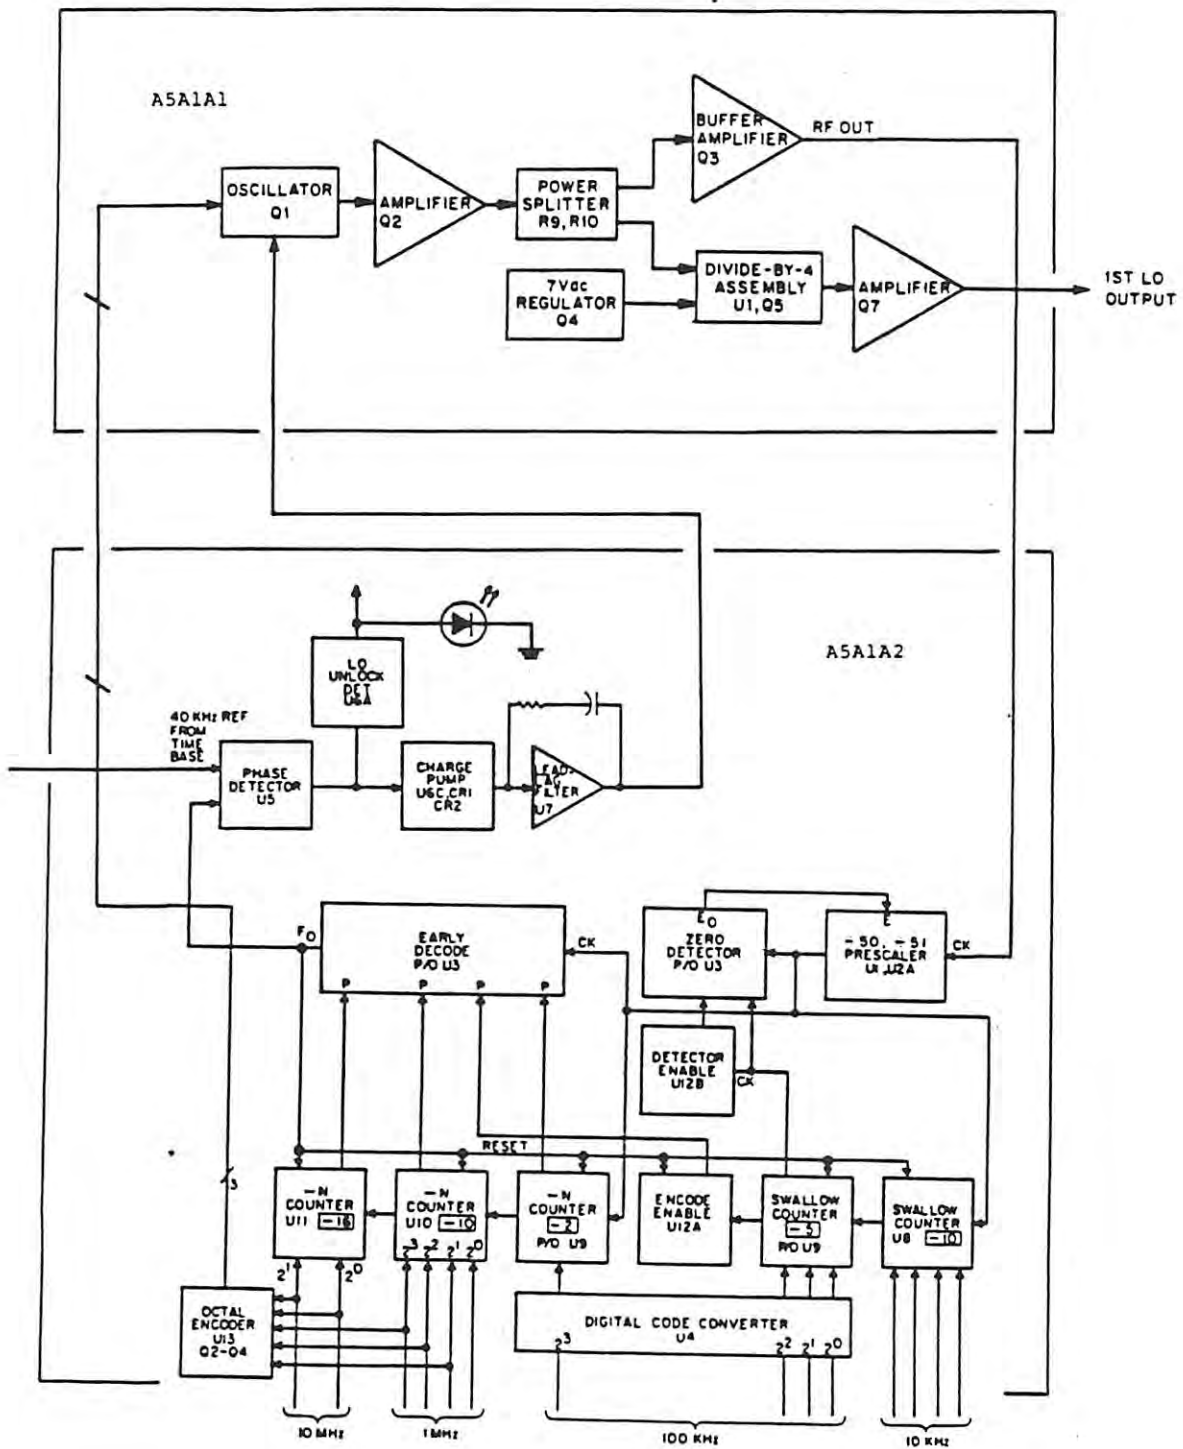 A5A1A1
BUFFER
AMPLIFIER
Q3
RF OUT
OSCILLATOR
Q1
AMPLIFIER
Q2
POWER
SPLITTER
R9, R10
7Vdc
REGULATOR
Q4
DIVIDE-BY-4
ASSEMBLY
U1, Q5
AMPLIFIER
Q7
1ST LO
OUTPUT
A5A1A2
LO
UNLOCK
DET
U6A
40 KHz REF
FROM
TIME
BASE
PHASE
DETECTOR
U5
CHARGE
PUMP
U6C, CR1
CR2
LEAD-
LAG
FILTER
U7
FO
EARLY
DECODE
P/O U3
CK
P P P P
EO
ZERO
DETECTOR
P/O U3
E
-50, -51
PRESCALER
U1, U2A
CK
DETECTOR
ENABLE
U12B
CK
RESET
3
-N
COUNTER
U11 -16
-N
COUNTER
U10 -10
2³ 2² 2¹ 2⁰
-N
COUNTER
-2
P/O U9
ENCODE
ENABLE
U12A
SWALLOW
COUNTER
-5
P/O U9
SWALLOW
COUNTER
U8 -10
2¹ 2⁰
OCTAL
ENCODER
U13
Q2-Q4
DIGITAL CODE CONVERTER
U4
2³ 2² 2¹ 2⁰
10 MHz
1 MHz
100 KHz
10 KHz